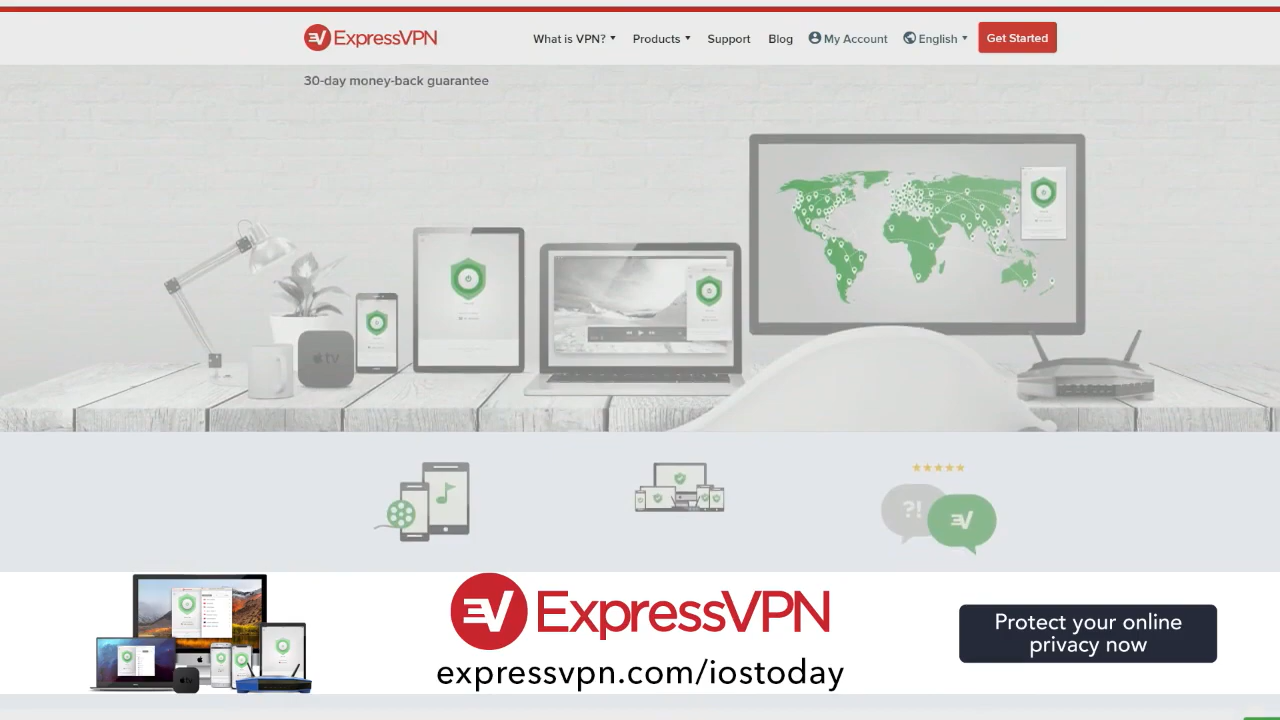 ExpressVPN
What is VPN? Products Support Blog My Account English Get Started
30-day money-back guarantee
tv
?!
ExpressVPN
expressvpn.com/iostoday
Protect your online
privacy now